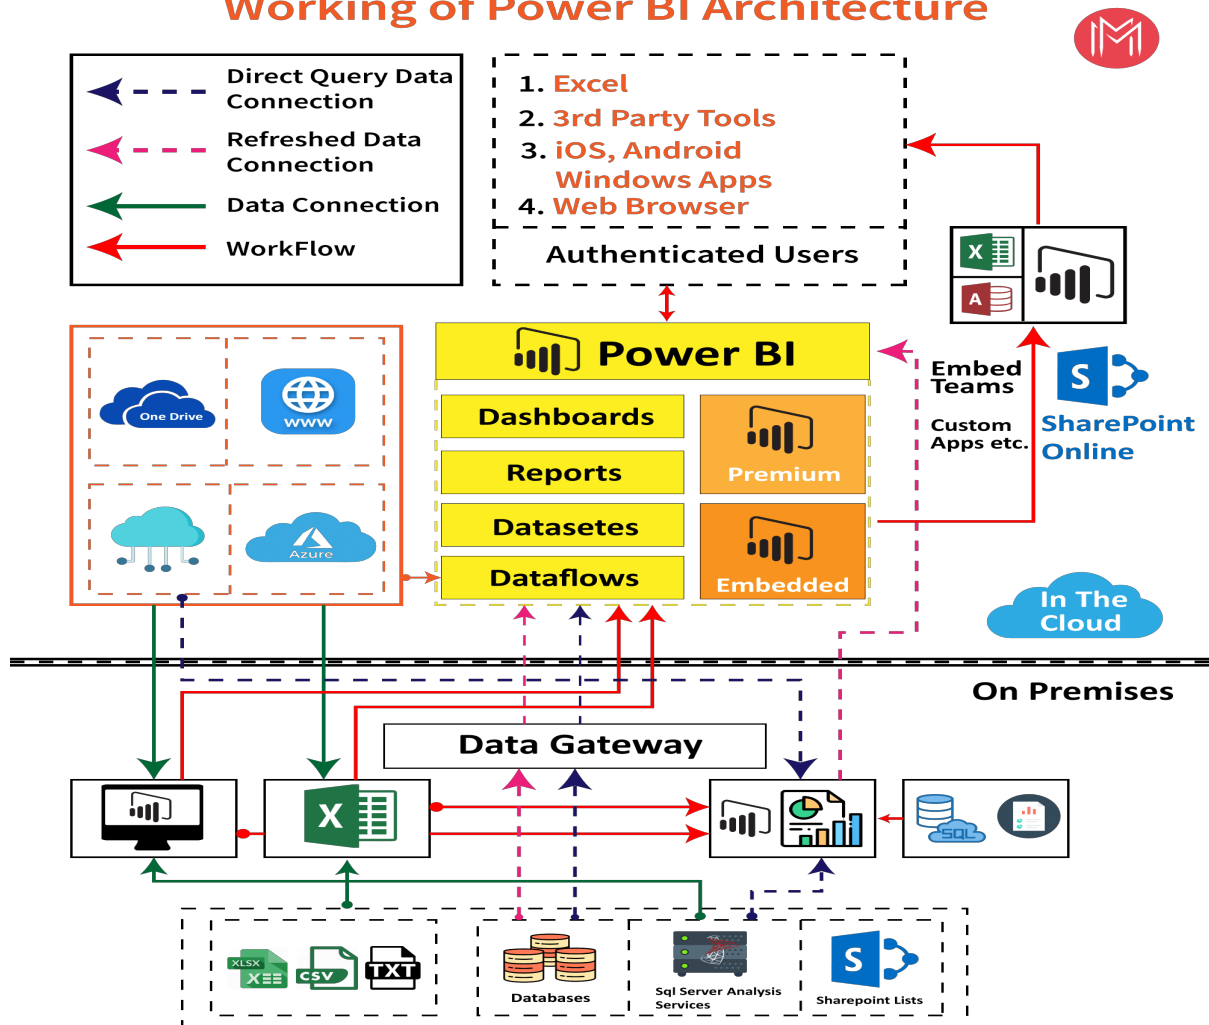 Working of Power BI Architecture
M
Direct Query Data
Connection
Refreshed Data
Connection
Data Connection
WorkFlow
1. Excel
2. 3rd Party Tools
3. iOS, Android
Windows Apps
4. Web Browser
Authenticated Users
X
A
Power BI
Dashboards
Reports
Datasetes
Dataflows
Premium
Embedded
One Drive
WWW
Azure
Embed
Teams
Custom
Apps etc.
S
SharePoint
Online
In The
Cloud
On Premises
Data Gateway
X
SQL
XLSX
X
CSV
TXT
Databases
Sql Server Analysis
Services
S
Sharepoint Lists